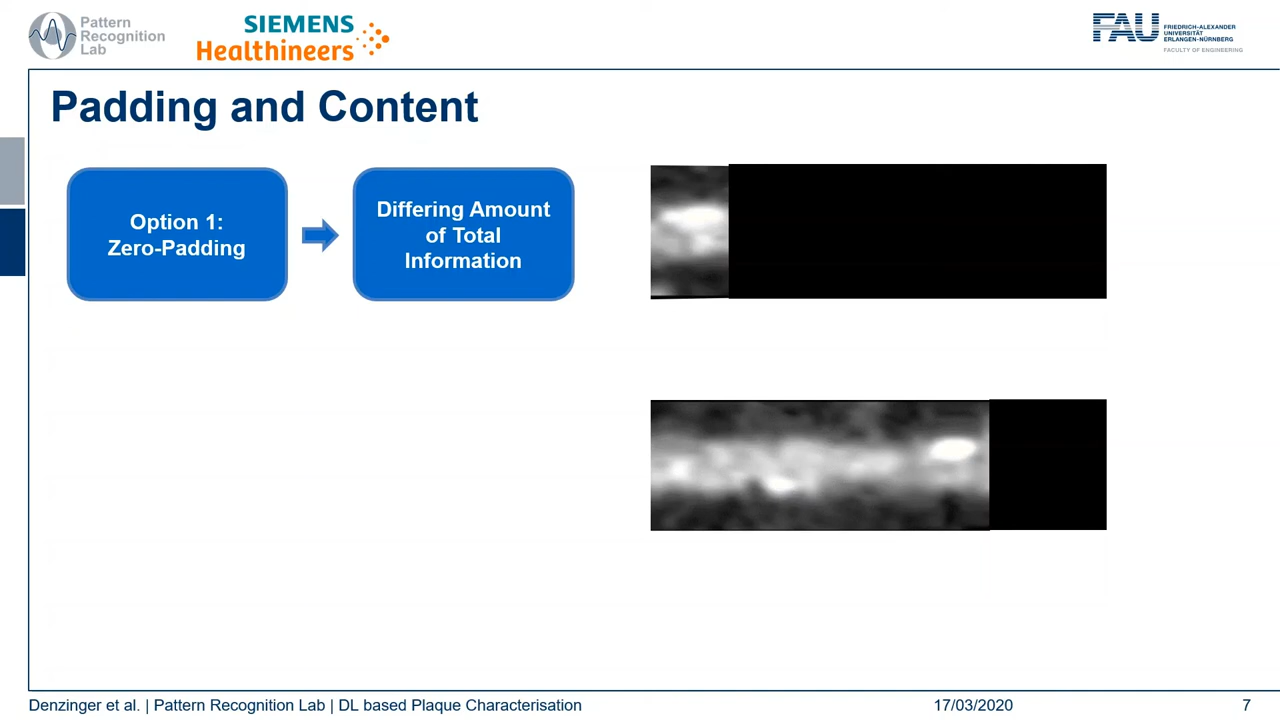 Pattern
Recognition
Lab
SIEMENS
Healthineers
FAU
FRIEDRICH-ALEXANDER
UNIVERSITÄT
ERLANGEN-NÜRNBERG
FACULTY OF ENGINEERING
Padding and Content
Option 1:
Zero-Padding
Differing Amount
of Total
Information
Denzinger et al. | Pattern Recognition Lab | DL based Plaque Characterisation
17/03/2020
7